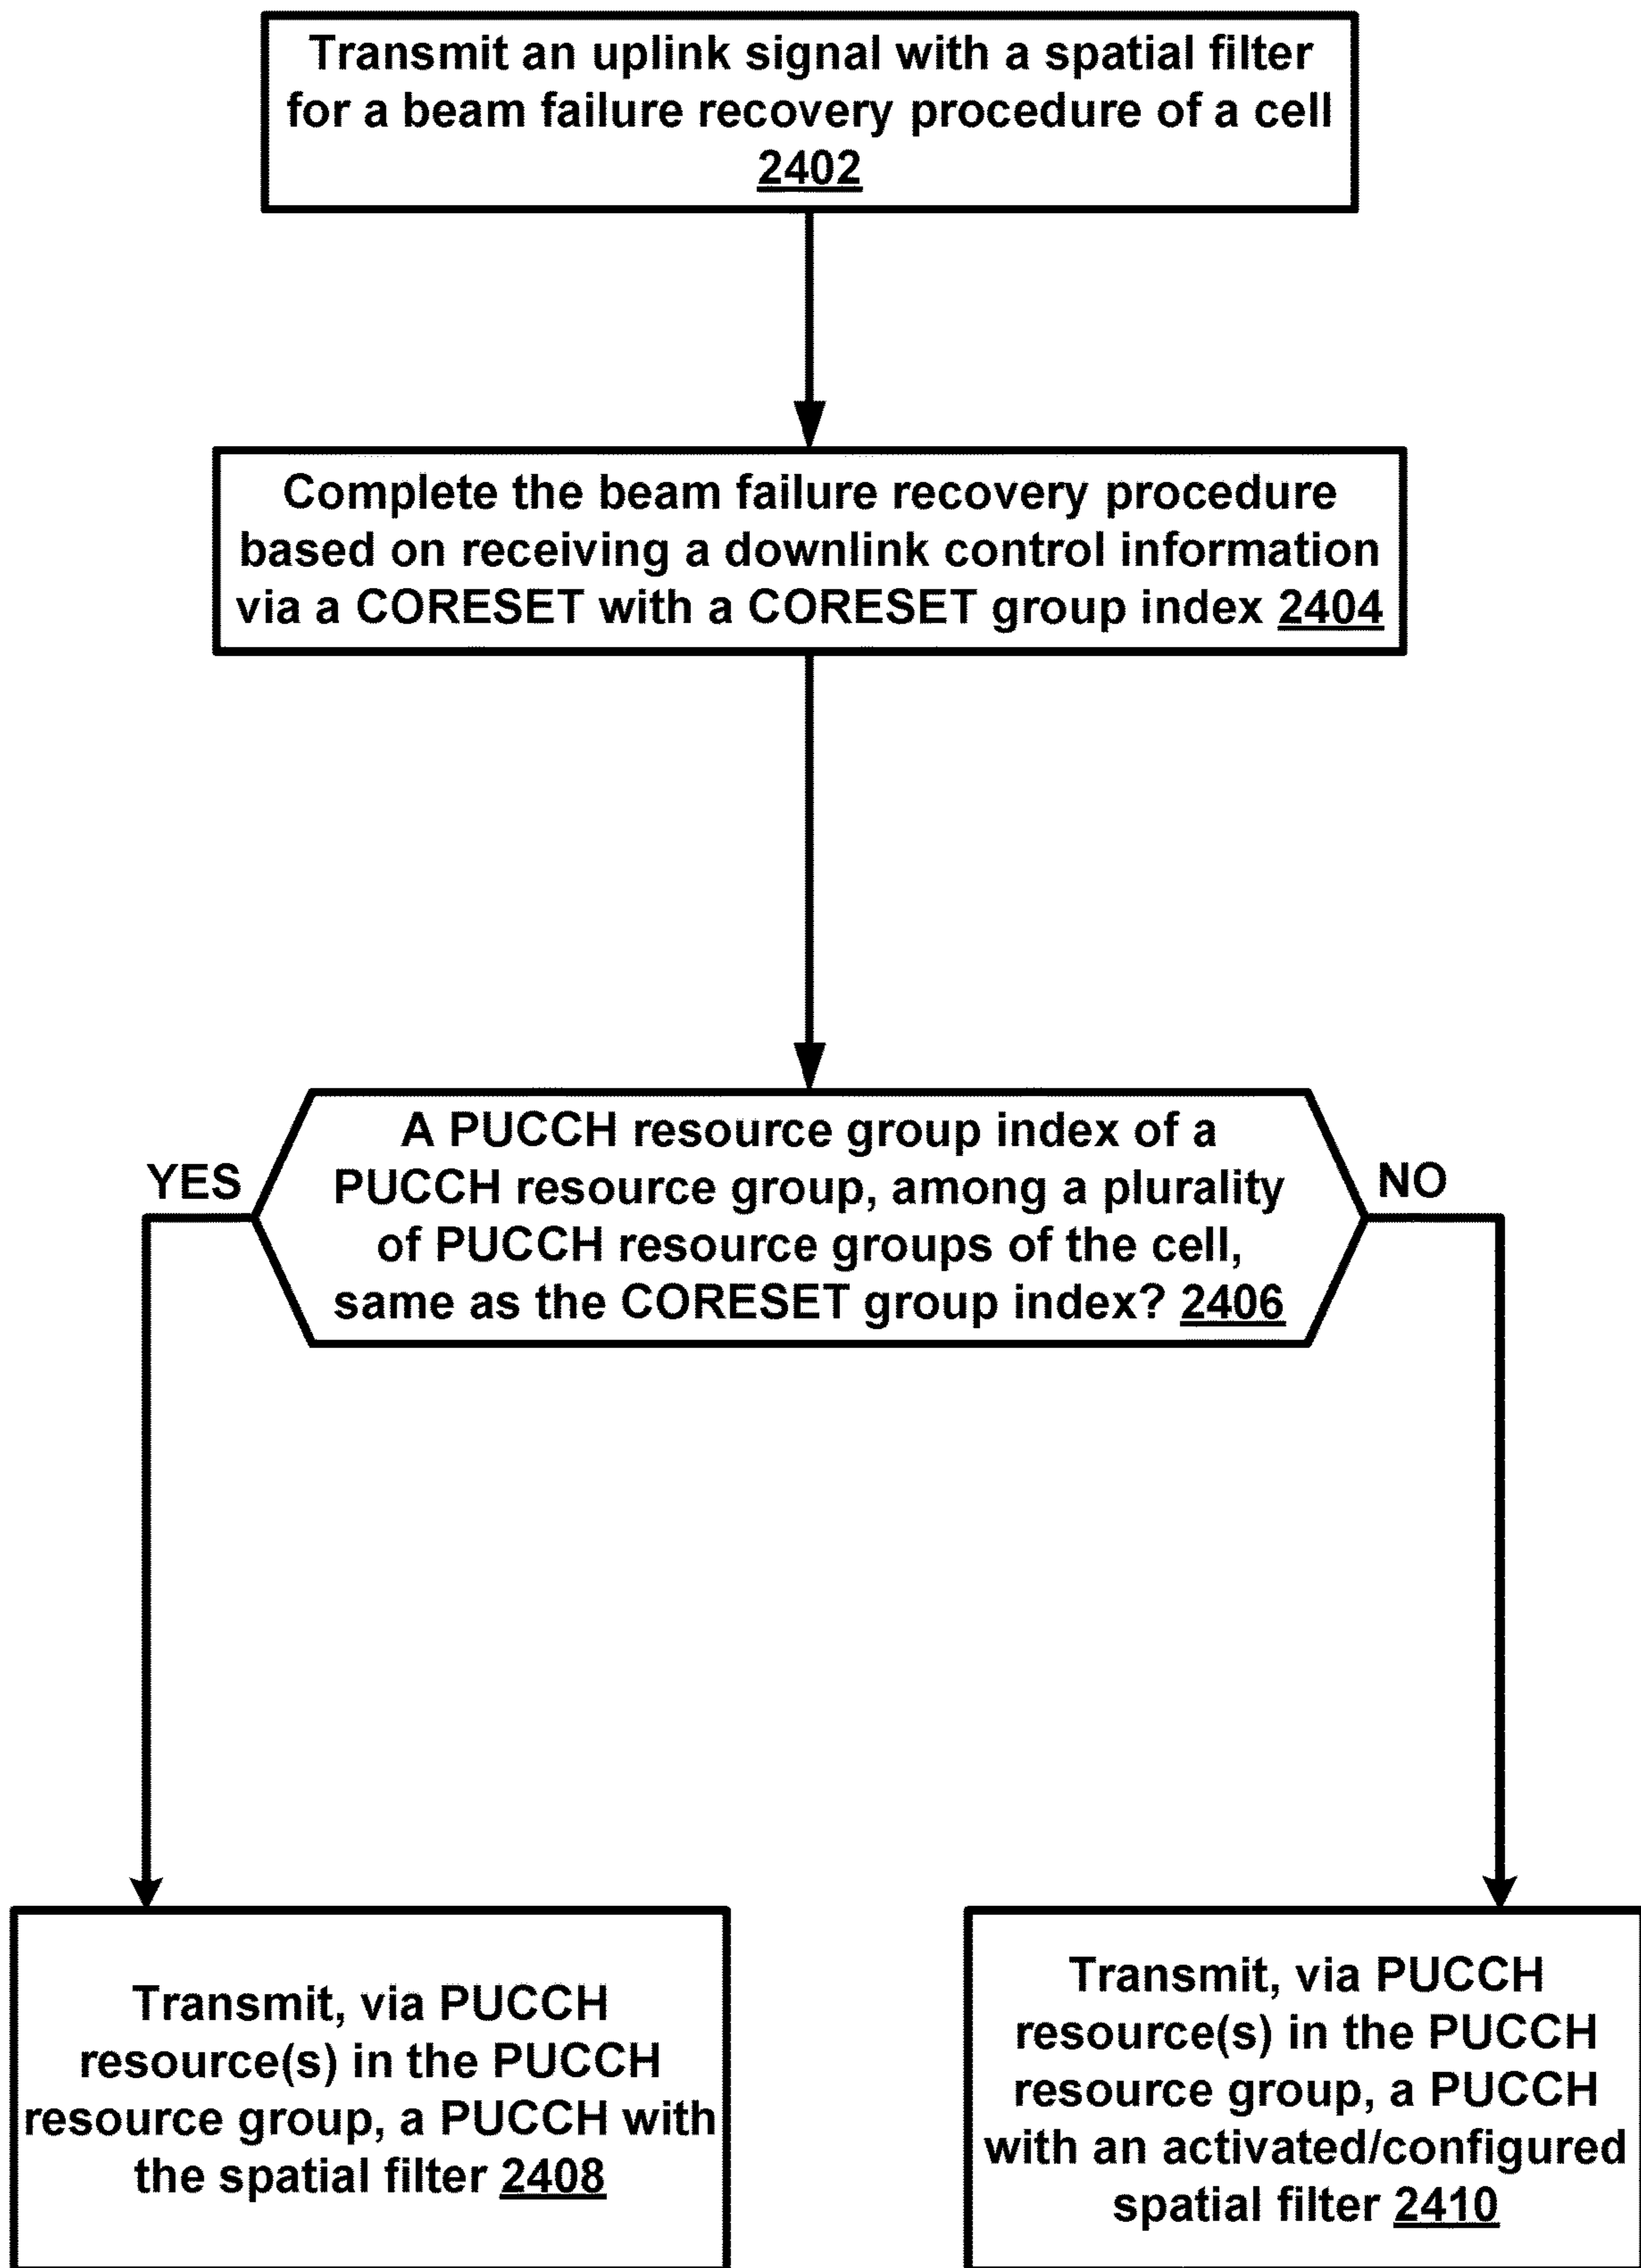 Transmit an uplink signal with a spatial filter
for a beam failure recovery procedure of a cell
2402
Complete the beam failure recovery procedure
based on receiving a downlink control information
via a CORESET with a CORESET group index 2404
A PUCCH resource group index of a
PUCCH resource group, among a plurality
of PUCCH resource groups of the cell,
same as the CORESET group index? 2406
YES
NO
Transmit, via PUCCH
resource(s) in the PUCCH
resource group, a PUCCH with
the spatial filter 2408
Transmit, via PUCCH
resource(s) in the PUCCH
resource group, a PUCCH
with an activated/configured
spatial filter 2410